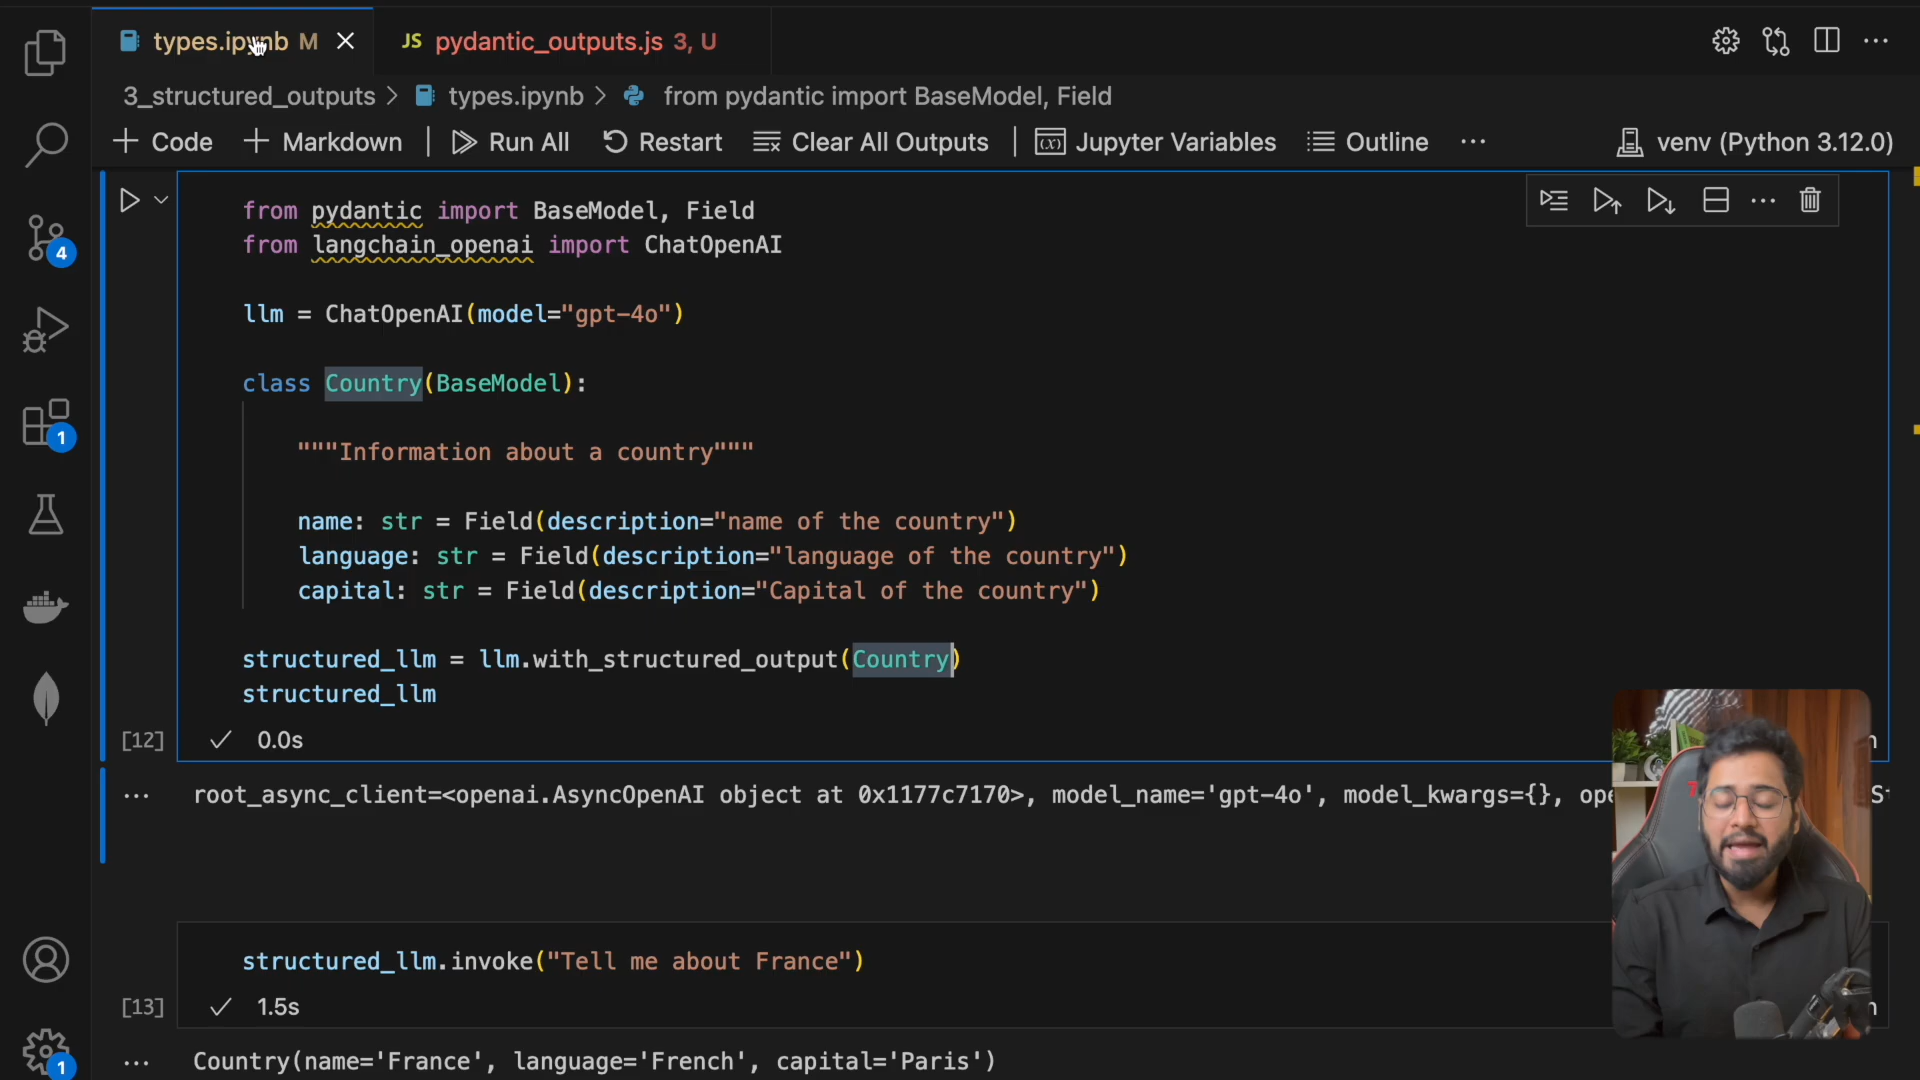 types.ipynb M
JS pydantic_outputs.js 3, U
3_structured_outputs > types.ipynb > from pydantic import BaseModel, Field
+ Code + Markdown | Run All Restart Clear All Outputs | Jupyter Variables Outline ... venv (Python 3.12.0)
from pydantic import BaseModel, Field
from langchain_openai import ChatOpenAI
llm = ChatOpenAI(model="gpt-4o")
class Country(BaseModel):
"""Information about a country"""
name: str = Field(description="name of the country")
language: str = Field(description="language of the country")
capital: str = Field(description="Capital of the country")
structured_llm = llm.with_structured_output(Country)
structured_llm
[12] 0.0s
root_async_client=<openai.AsyncOpenAI object at 0x1177c7170>, model_name='gpt-4o', model_kwargs={}, ope
structured_llm.invoke("Tell me about France")
[13] 1.5s
Country(name='France', language='French', capital='Paris')
4
1
1